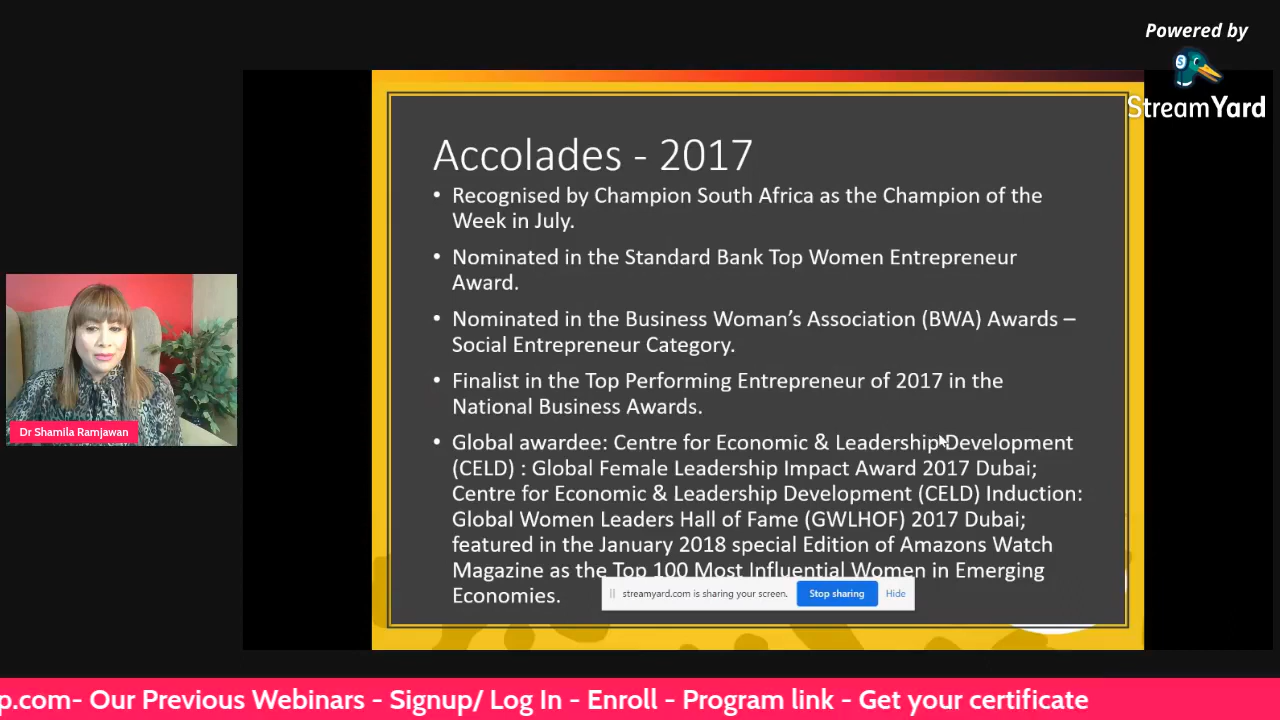 Powered by
StreamYard
Accolades - 2017
• Recognised by Champion South Africa as the Champion of the
Week in July.
• Nominated in the Standard Bank Top Women Entrepreneur
Award.
• Nominated in the Business Woman's Association (BWA) Awards –
Social Entrepreneur Category.
• Finalist in the Top Performing Entrepreneur of 2017 in the
National Business Awards.
• Global awardee: Centre for Economic & Leadership Development
(CELD) : Global Female Leadership Impact Award 2017 Dubai;
Centre for Economic & Leadership Development (CELD) Induction:
Global Women Leaders Hall of Fame (GWLHOF) 2017 Dubai;
featured in the January 2018 special Edition of Amazons Watch
Magazine as the Top 100 Most Influential Women in Emerging
Economies.
streamyard.com is sharing your screen.
Stop sharing
Hide
Dr Shamila Ramjawan
p.com- Our Previous Webinars - Signup/ Log In - Enroll - Program link - Get your certificate